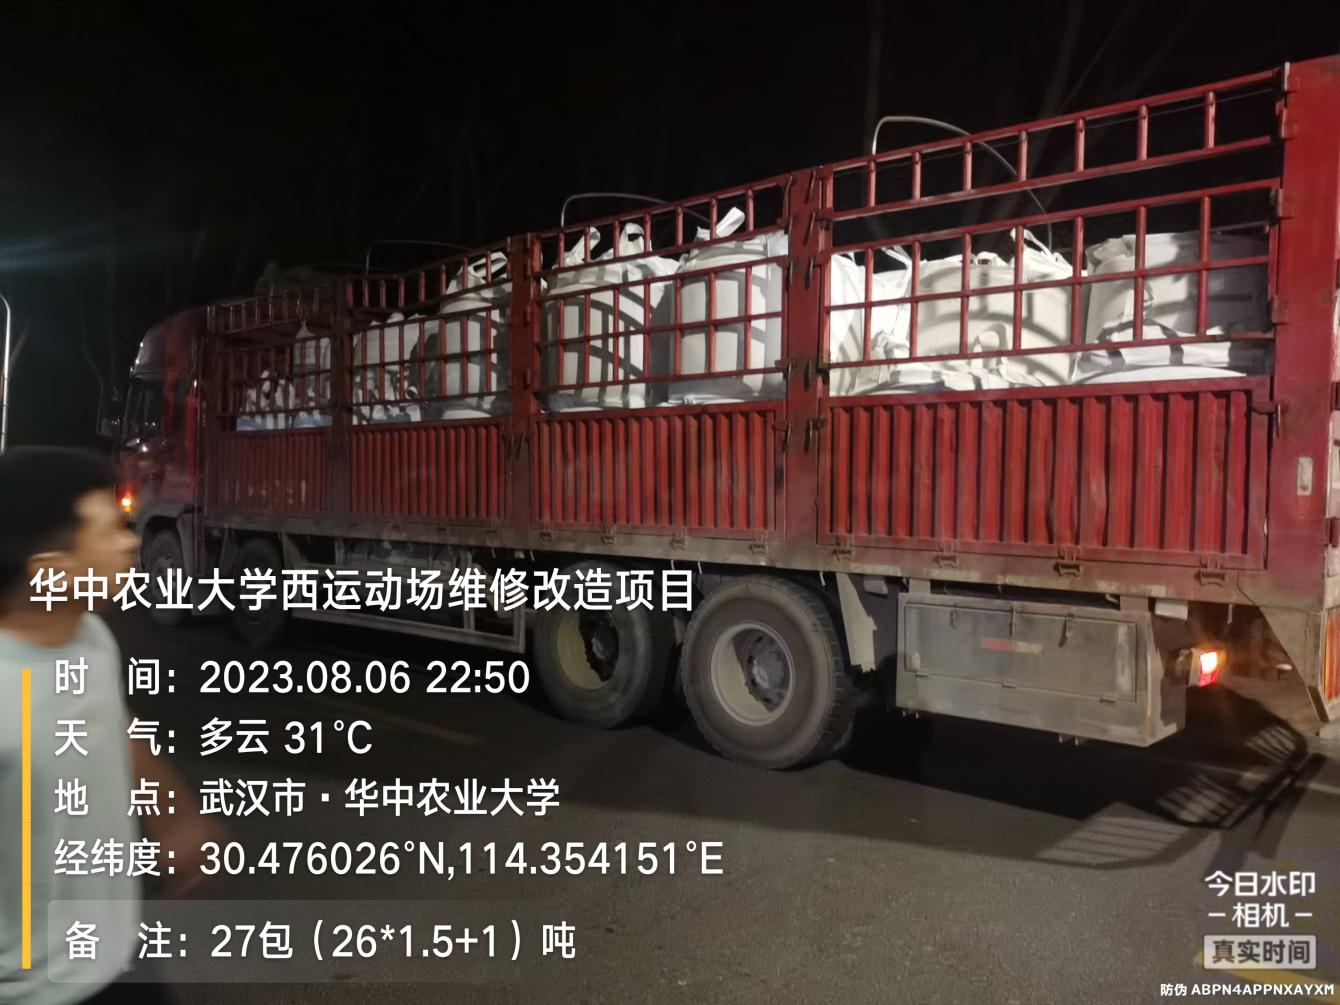 华中农业大学西运动场维修改造项目
时 间：2023.08.06 22:50
天 气：多云 31°C
地 点：武汉市·华中农业大学
经纬度：30.476026°N,114.354151°E
备 注：27包（26*1.5+1）吨
今日水印
-相机-
真实时间
防伪 ABPN4APPNXAYXM